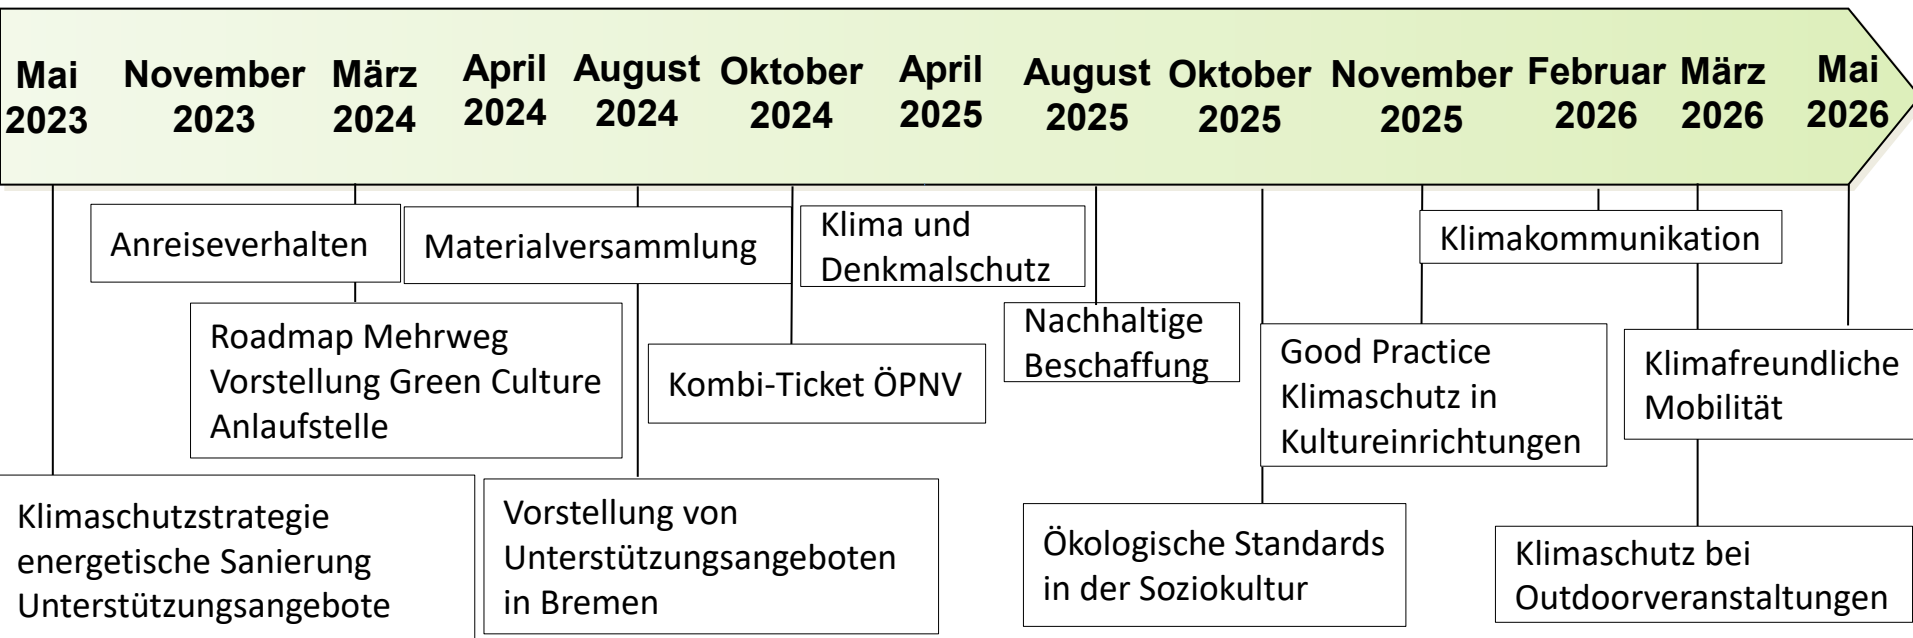 Mai
2023
November
2023
März
2024
April
2024
August
2024
Oktober
2024
April
2025
August
2025
Oktober
2025
November
2025
Februar
2026
März
2026
Mai
2026
Anreiseverhalten
Materialversammlung
Klima und
Denkmalschutz
Klimakommunikation
Roadmap Mehrweg
Vorstellung Green Culture
Anlaufstelle
Kombi-Ticket ÖPNV
Nachhaltige
Beschaffung
Good Practice
Klimaschutz in
Kultureinrichtungen
Klimafreundliche
Mobilität
Klimaschutzstrategie
energetische Sanierung
Unterstützungsangebote
Vorstellung von
Unterstützungsangeboten
in Bremen
Ökologische Standards
in der Soziokultur
Klimaschutz bei
Outdoorveranstaltungen